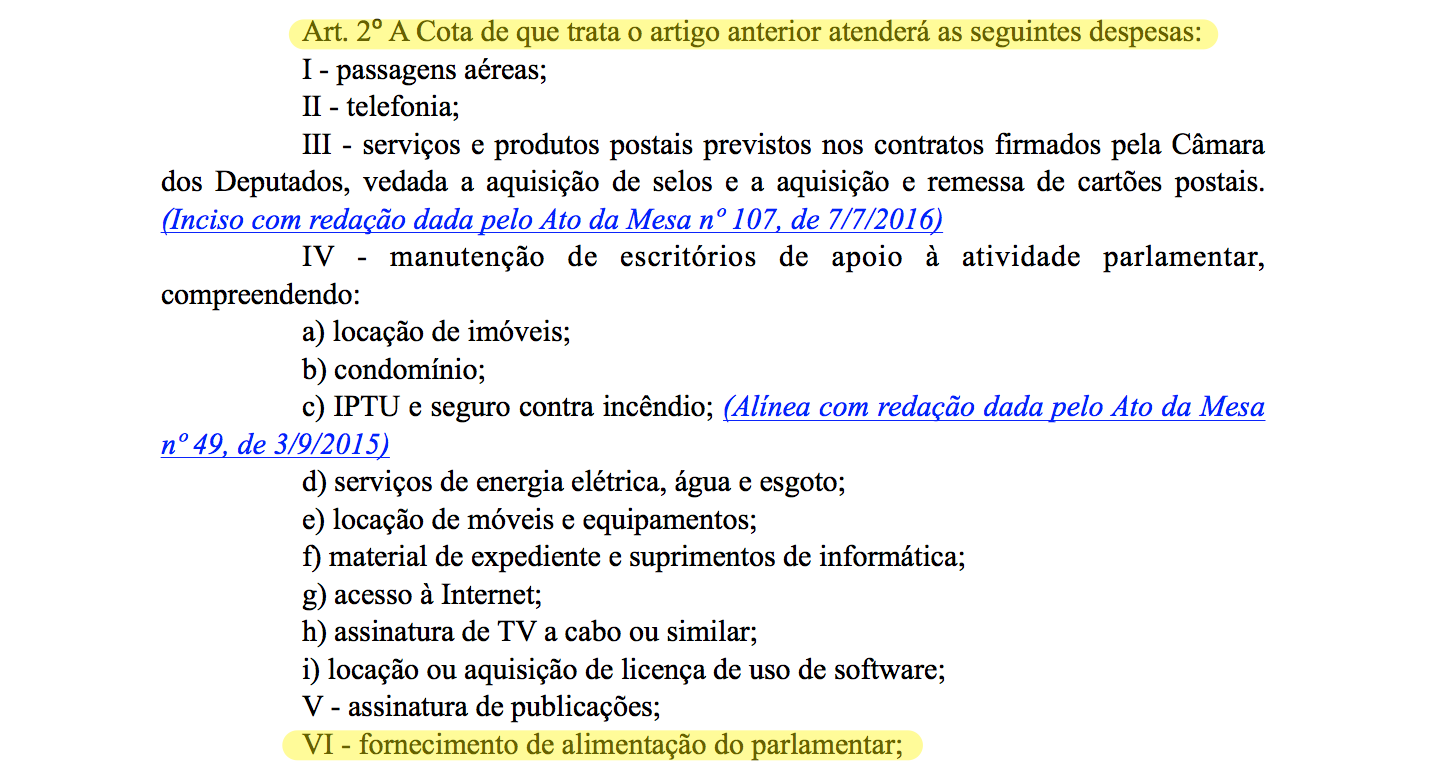 Art. 2º A Cota de que trata o artigo anterior atenderá as seguintes despesas:
I - passagens aéreas;
II - telefonia;
III - serviços e produtos postais previstos nos contratos firmados pela Câmara
dos Deputados, vedada a aquisição de selos e a aquisição e remessa de cartões postais.
(Inciso com redação dada pelo Ato da Mesa nº 107, de 7/7/2016)
IV - manutenção de escritórios de apoio à atividade parlamentar,
compreendendo:
a) locação de imóveis;
b) condomínio;
c) IPTU e seguro contra incêndio; (Alínea com redação dada pelo Ato da Mesa
nº 49, de 3/9/2015)
d) serviços de energia elétrica, água e esgoto;
e) locação de móveis e equipamentos;
f) material de expediente e suprimentos de informática;
g) acesso à Internet;
h) assinatura de TV a cabo ou similar;
i) locação ou aquisição de licença de uso de software;
V - assinatura de publicações;
VI - fornecimento de alimentação do parlamentar;